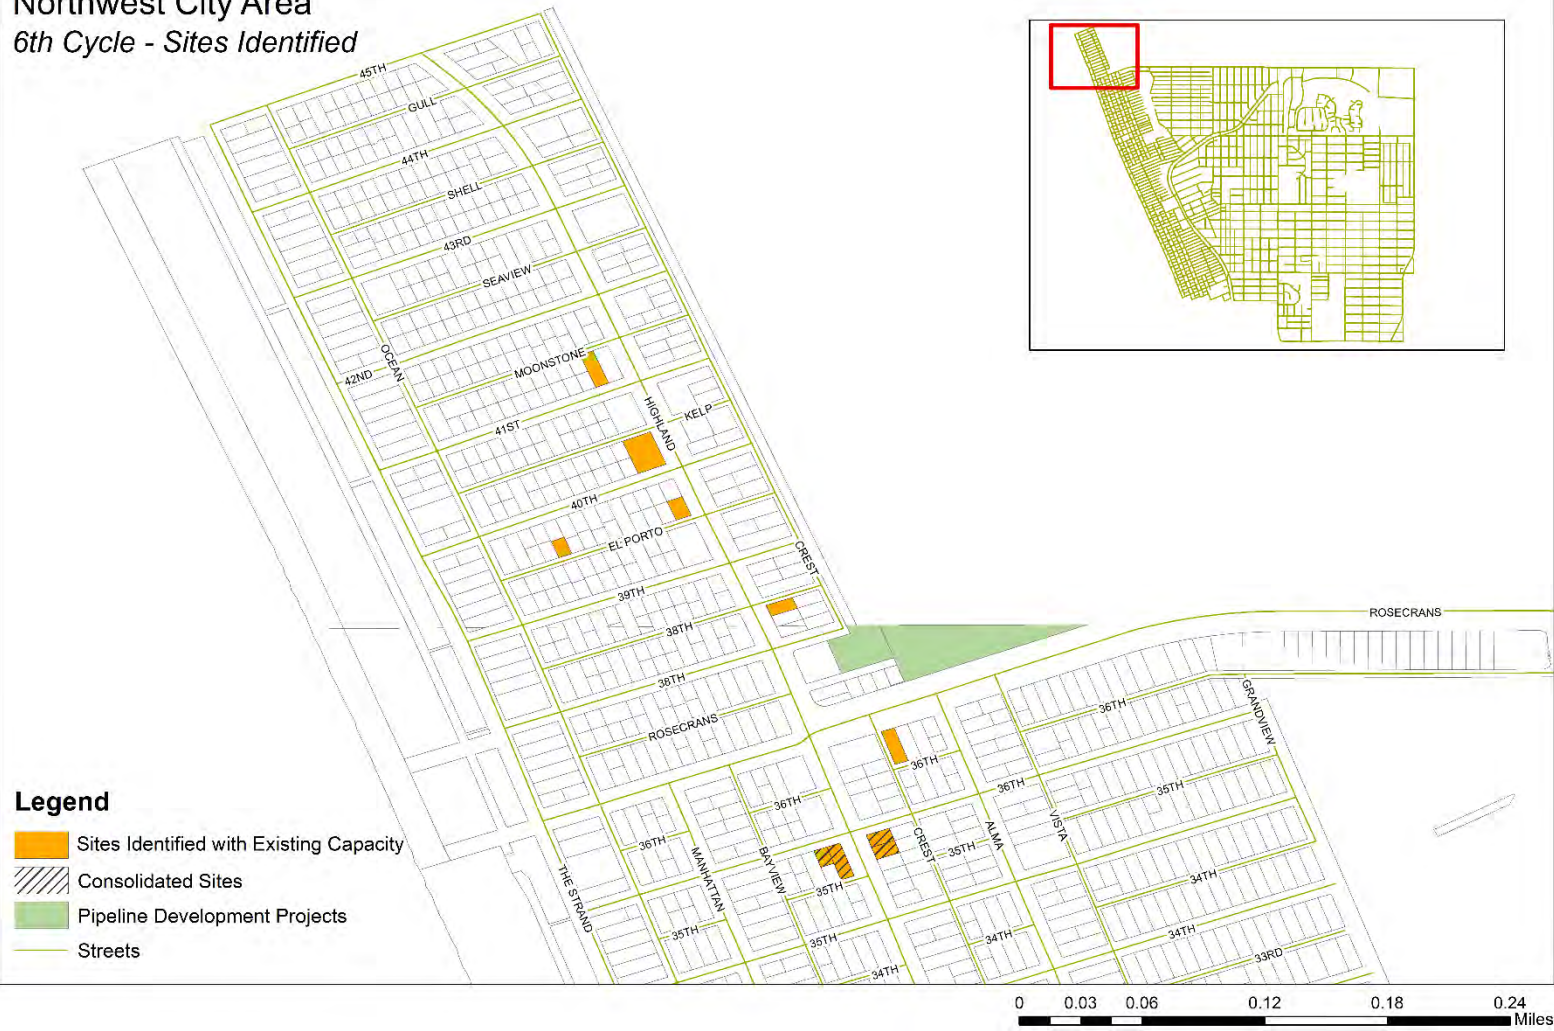 Northwest City Area
6th Cycle - Sites Identified
45TH
GULL
44TH
SHELL
43RD
SEAVIEW
OCEAN
42ND
MOONSTONE
41ST
HIGHLAND
KELP
40TH
EL PORTO
CREST
39TH
38TH
ROSECRANS
38TH
ROSECRANS
36TH
GRANDVIEW
36TH
36TH
35TH
36TH
36TH
VISTA
ALMA
CREST
35TH
MANHATTAN
BAYVIEW
THE STRAND
35TH
34TH
35TH
35TH
34TH
34TH
33RD
34TH
Legend
Sites Identified with Existing Capacity
Consolidated Sites
Pipeline Development Projects
Streets
0 0.03 0.06 0.12 0.18 0.24
Miles